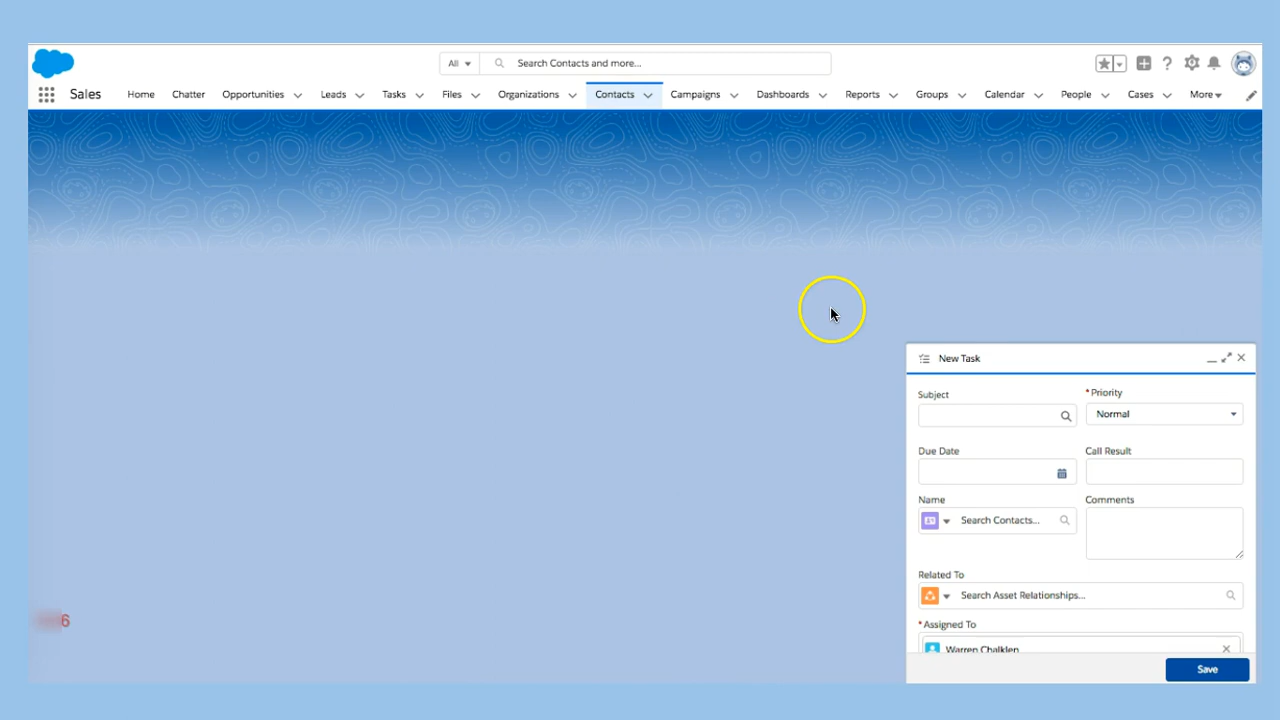 All Search Contacts and more...
Sales Home Chatter Opportunities Leads Tasks Files Organizations Contacts Campaigns Dashboards Reports Groups Calendar People Cases More
New Task
Subject *Priority
Normal
Due Date Call Result
Name Comments
Search Contacts...
Related To
Search Asset Relationships...
*Assigned To
6
Warren Chalklen
Save